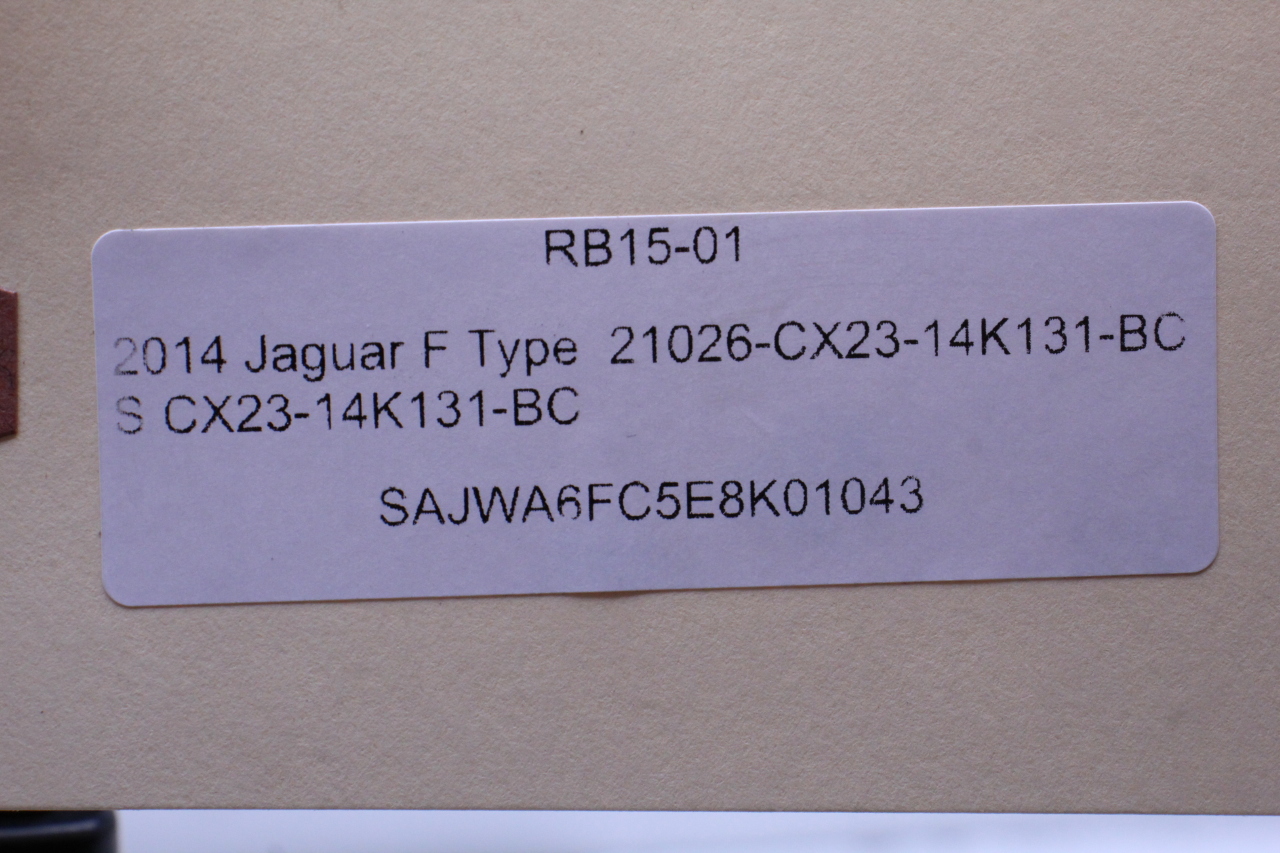 RB15-01
2014 Jaguar F Type 21026-CX23-14K131-BC
S CX23-14K131-BC
SAJWA6FC5E8K01043